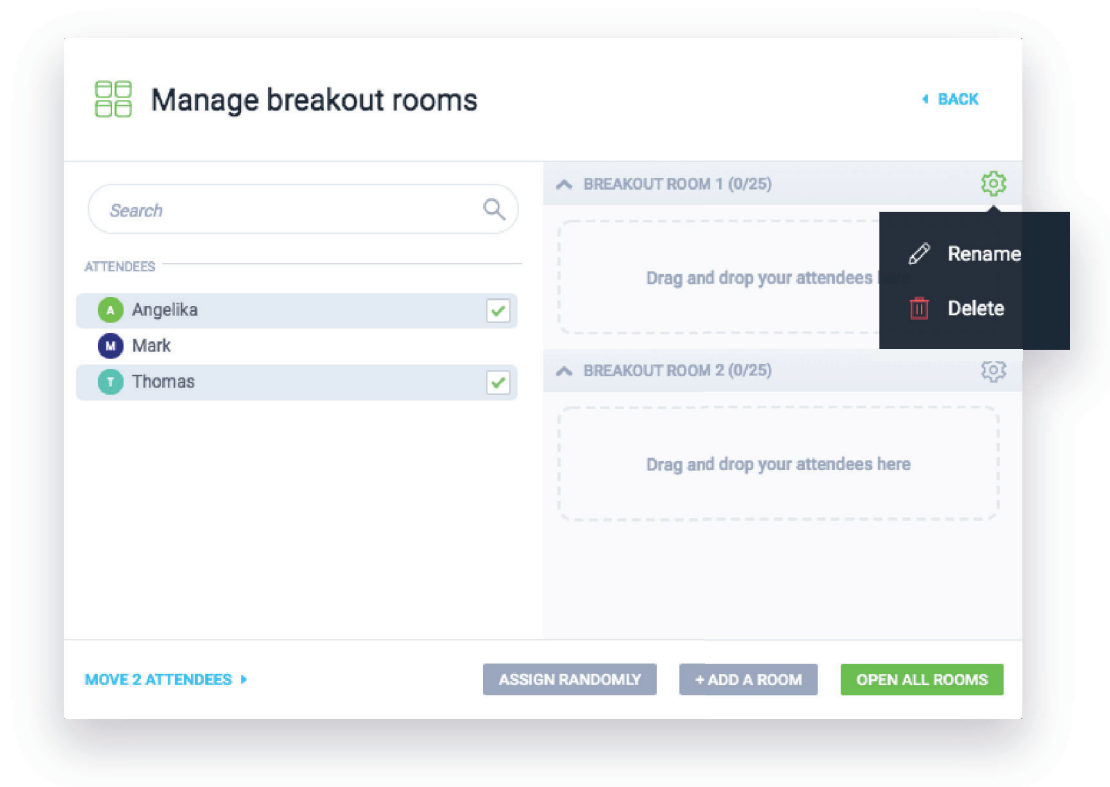 Manage breakout rooms
BACK
Search
ATTENDEES
A Angelika
M Mark
T Thomas
BREAKOUT ROOM 1 (0/25)
Drag and drop your attendees here
Rename
Delete
BREAKOUT ROOM 2 (0/25)
Drag and drop your attendees here
MOVE 2 ATTENDEES
ASSIGN RANDOMLY
+ ADD A ROOM
OPEN ALL ROOMS